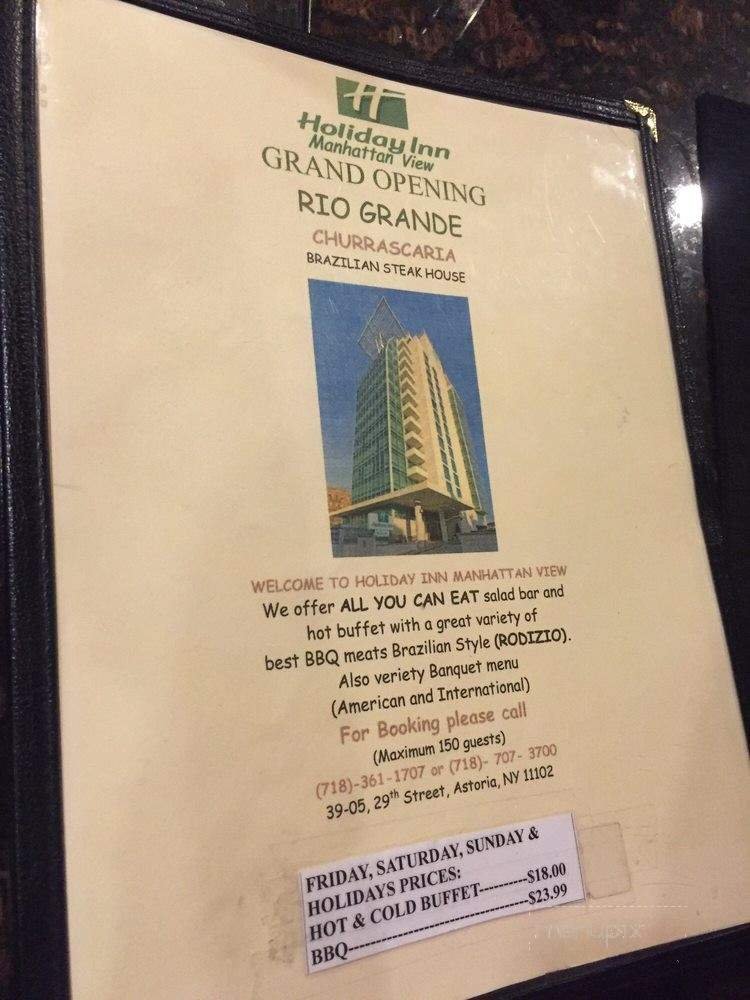 Holiday Inn
Manhattan View
GRAND OPENING
RIO GRANDE
CHURRASCARIA
BRAZILIAN STEAK HOUSE
WELCOME TO HOLIDAY INN MANHATTAN VIEW
We offer ALL YOU CAN EAT salad bar and
hot buffet with a great variety of
best BBQ meats Brazilian Style (RODIZIO).
Also veriety Banquet menu
(American and International)
For Booking please call
(Maximum 150 guests)
(718)-361-1707 or (718)- 707- 3700
39-05, 29th Street, Astoria, NY 11102
FRIDAY, SATURDAY, SUNDAY &
HOLIDAYS PRICES:
HOT & COLD BUFFET----------$18.00
BBQ---------------------------------$23.99
menupix